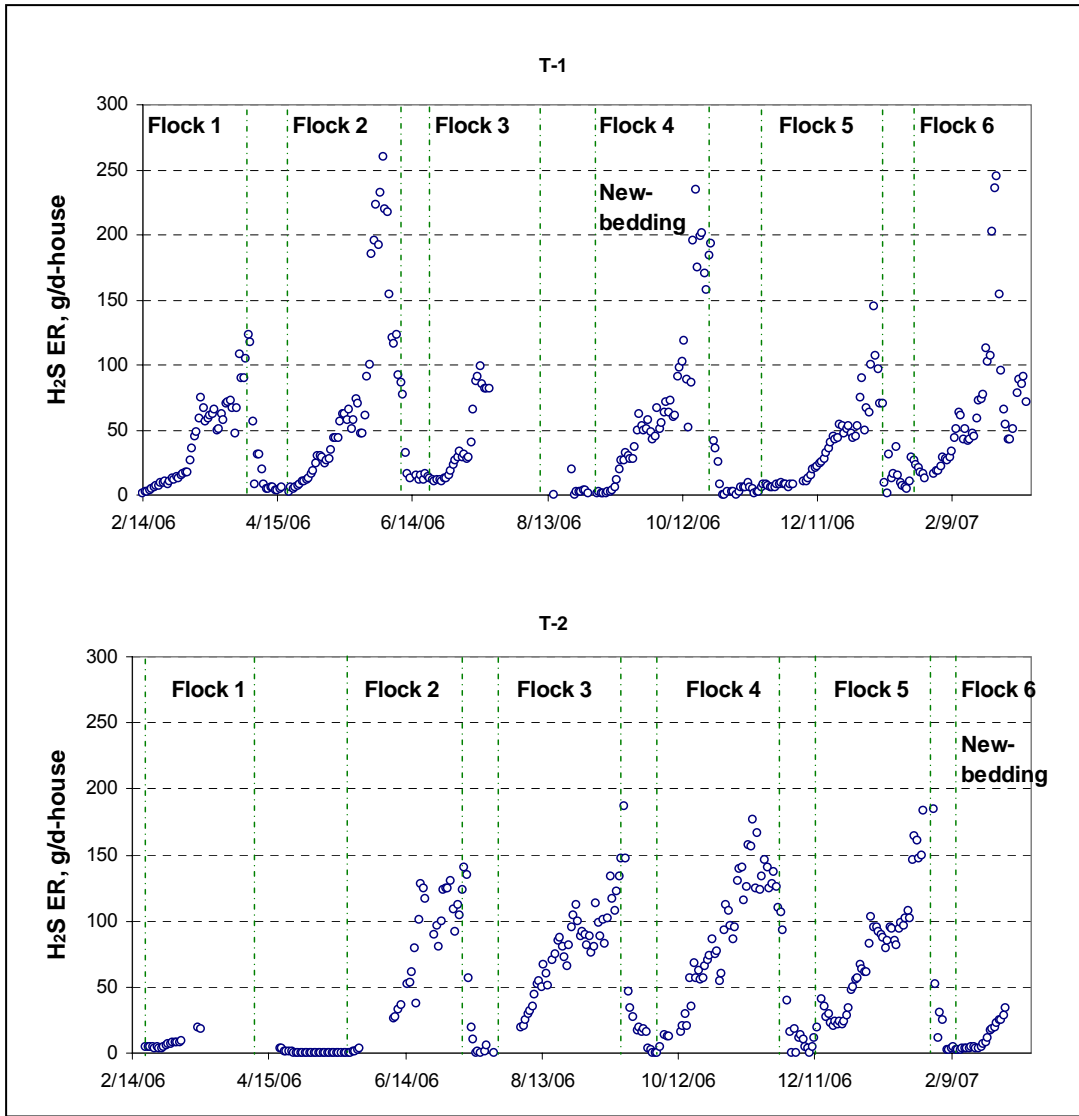 T-1
300
250
200
150
100
50
0
H2S ER, g/d-house
Flock 1 Flock 2 Flock 3 Flock 4 Flock 5 Flock 6
New-
bedding
2/14/06 4/15/06 6/14/06 8/13/06 10/12/06 12/11/06 2/9/07
T-2
300
250
200
150
100
50
0
H2S ER, g/d-house
Flock 1 Flock 2 Flock 3 Flock 4 Flock 5 Flock 6
New-
bedding
2/14/06 4/15/06 6/14/06 8/13/06 10/12/06 12/11/06 2/9/07